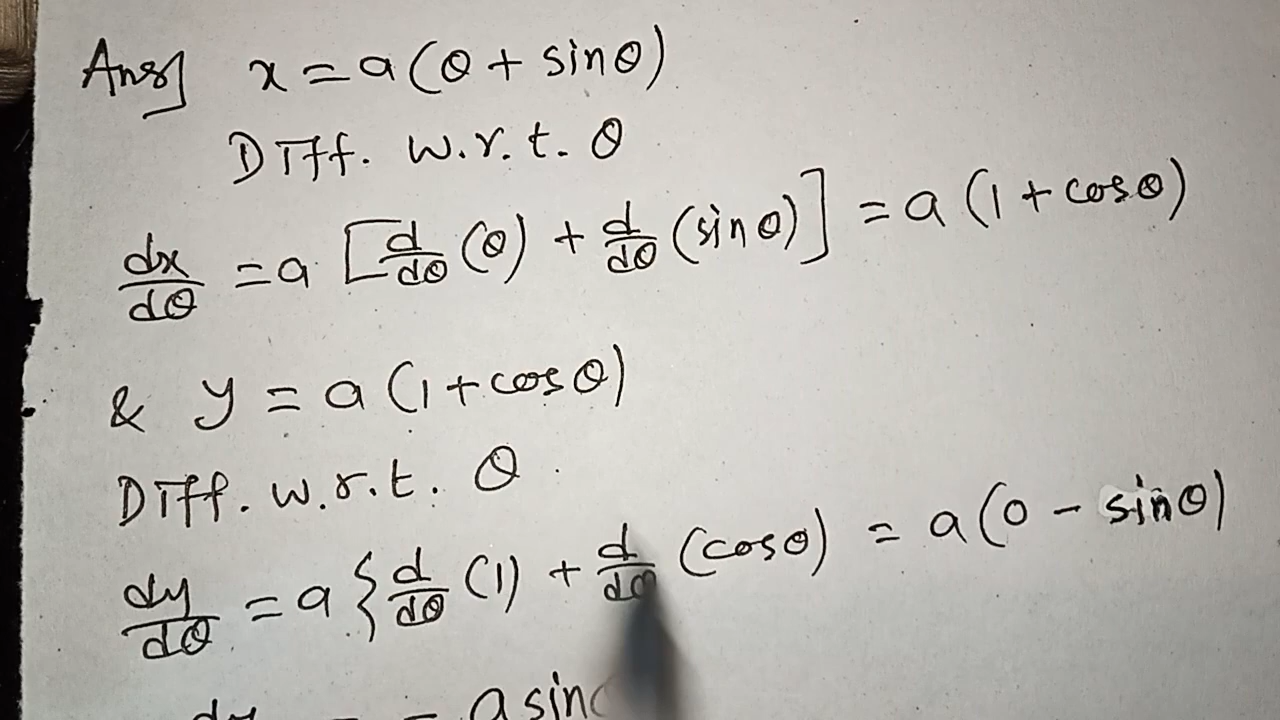 Ans] x = a(θ + sinθ)
Diff. w.r.t. θ
dx/dθ = a [d/dθ (θ) + d/dθ (sinθ)] = a (1 + cosθ)
& y = a (1 + cosθ)
Diff. w.r.t. θ
dy/dθ = a {d/dθ (1) + d/dθ (cosθ) = a (0 - sinθ)
= - a sin